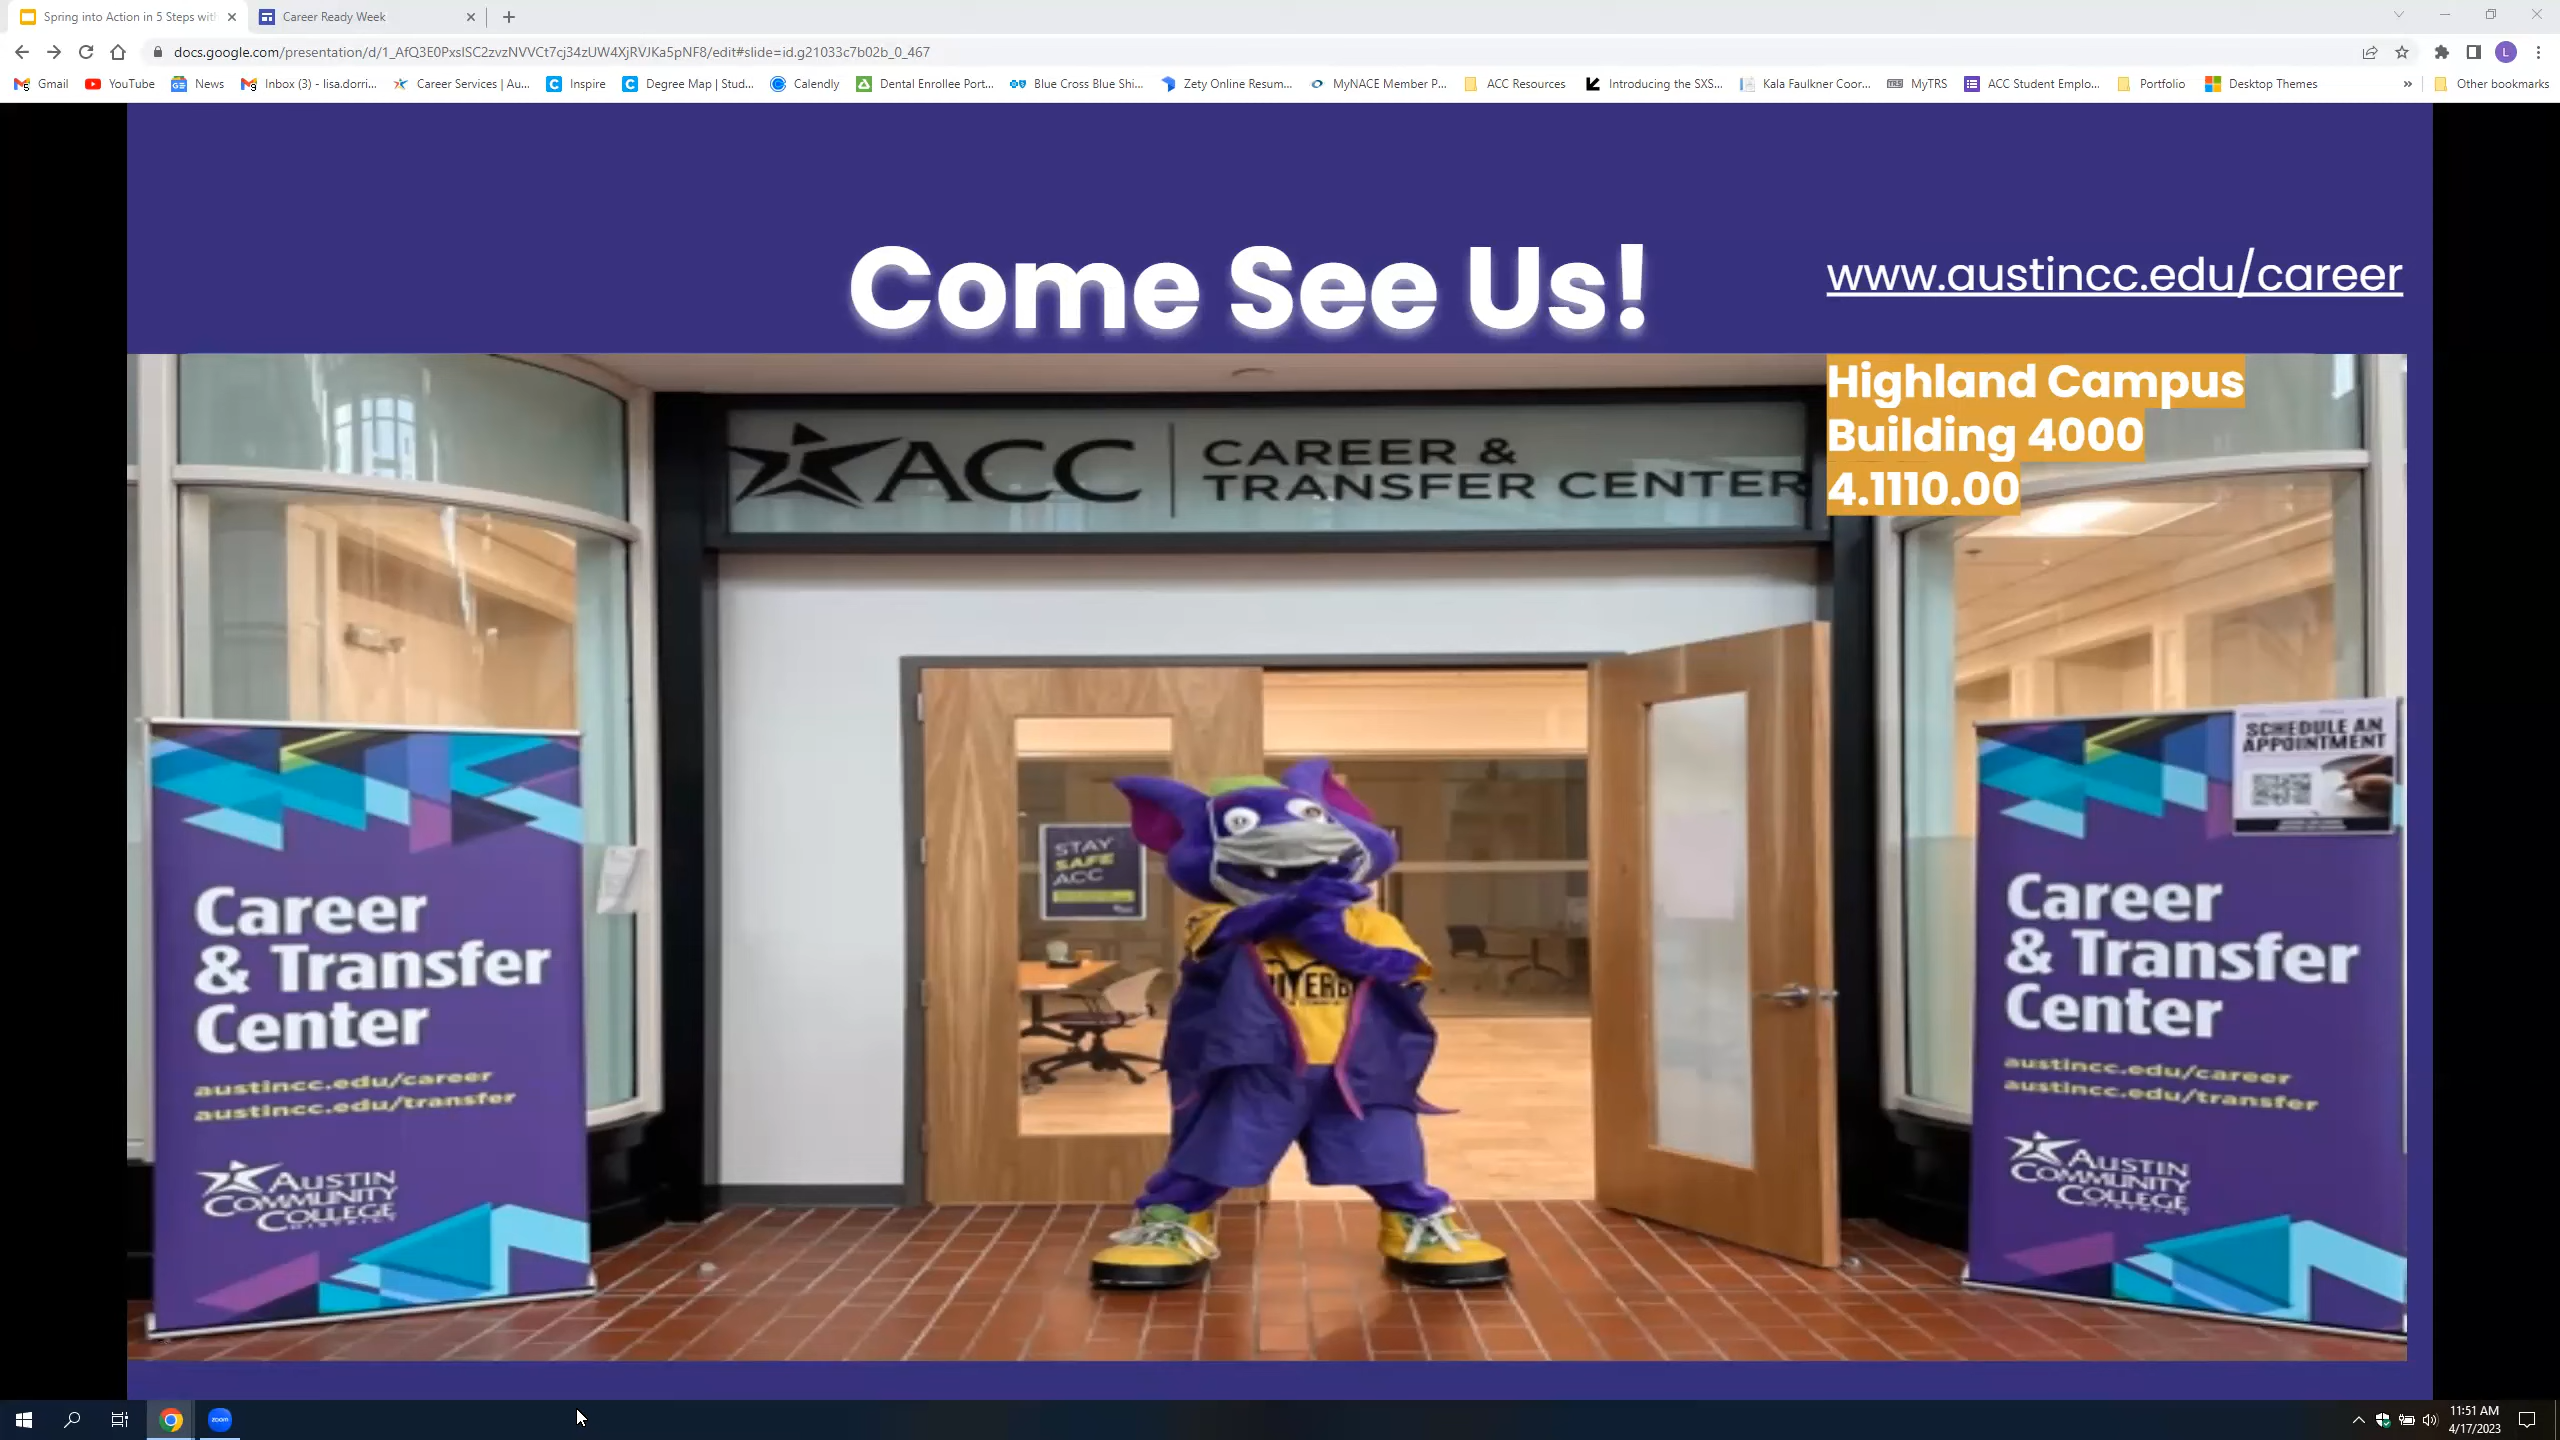 Spring into Action in 5 Steps with
Career Ready Week
docs.google.com/presentation/d/1_AfQ3E0PxslSC2zvzNVVCt7cj34zUW4XjRVJKa5pNF8/edit#slide=id.g21033c7b02b_0_467
Gmail
YouTube
News
Inbox (3) - lisa.dorri...
Career Services | Au...
Inspire
Degree Map | Stud...
Calendly
Dental Enrollee Port...
Blue Cross Blue Shi...
Zety Online Resum...
MyNACE Member P...
ACC Resources
Introducing the SXS...
Kala Faulkner Coor...
MyTRS
ACC Student Emplo...
Portfolio
Desktop Themes
»
Other bookmarks
L
Come See Us!
www.austincc.edu/career
Highland Campus
Building 4000
4.1110.00
ACC
CAREER &
TRANSFER CENTER
SCHEDULE AN
APPOINTMENT
STAY
SAFE
ACC
Career
& Transfer
Center
austincc.edu/career
austincc.edu/transfer
AUSTIN
COMMUNITY
COLLEGE
DISTRICT
Career
& Transfer
Center
austincc.edu/career
austincc.edu/transfer
AUSTIN
COMMUNITY
COLLEGE
DISTRICT
zoom
11:51 AM
4/17/2023